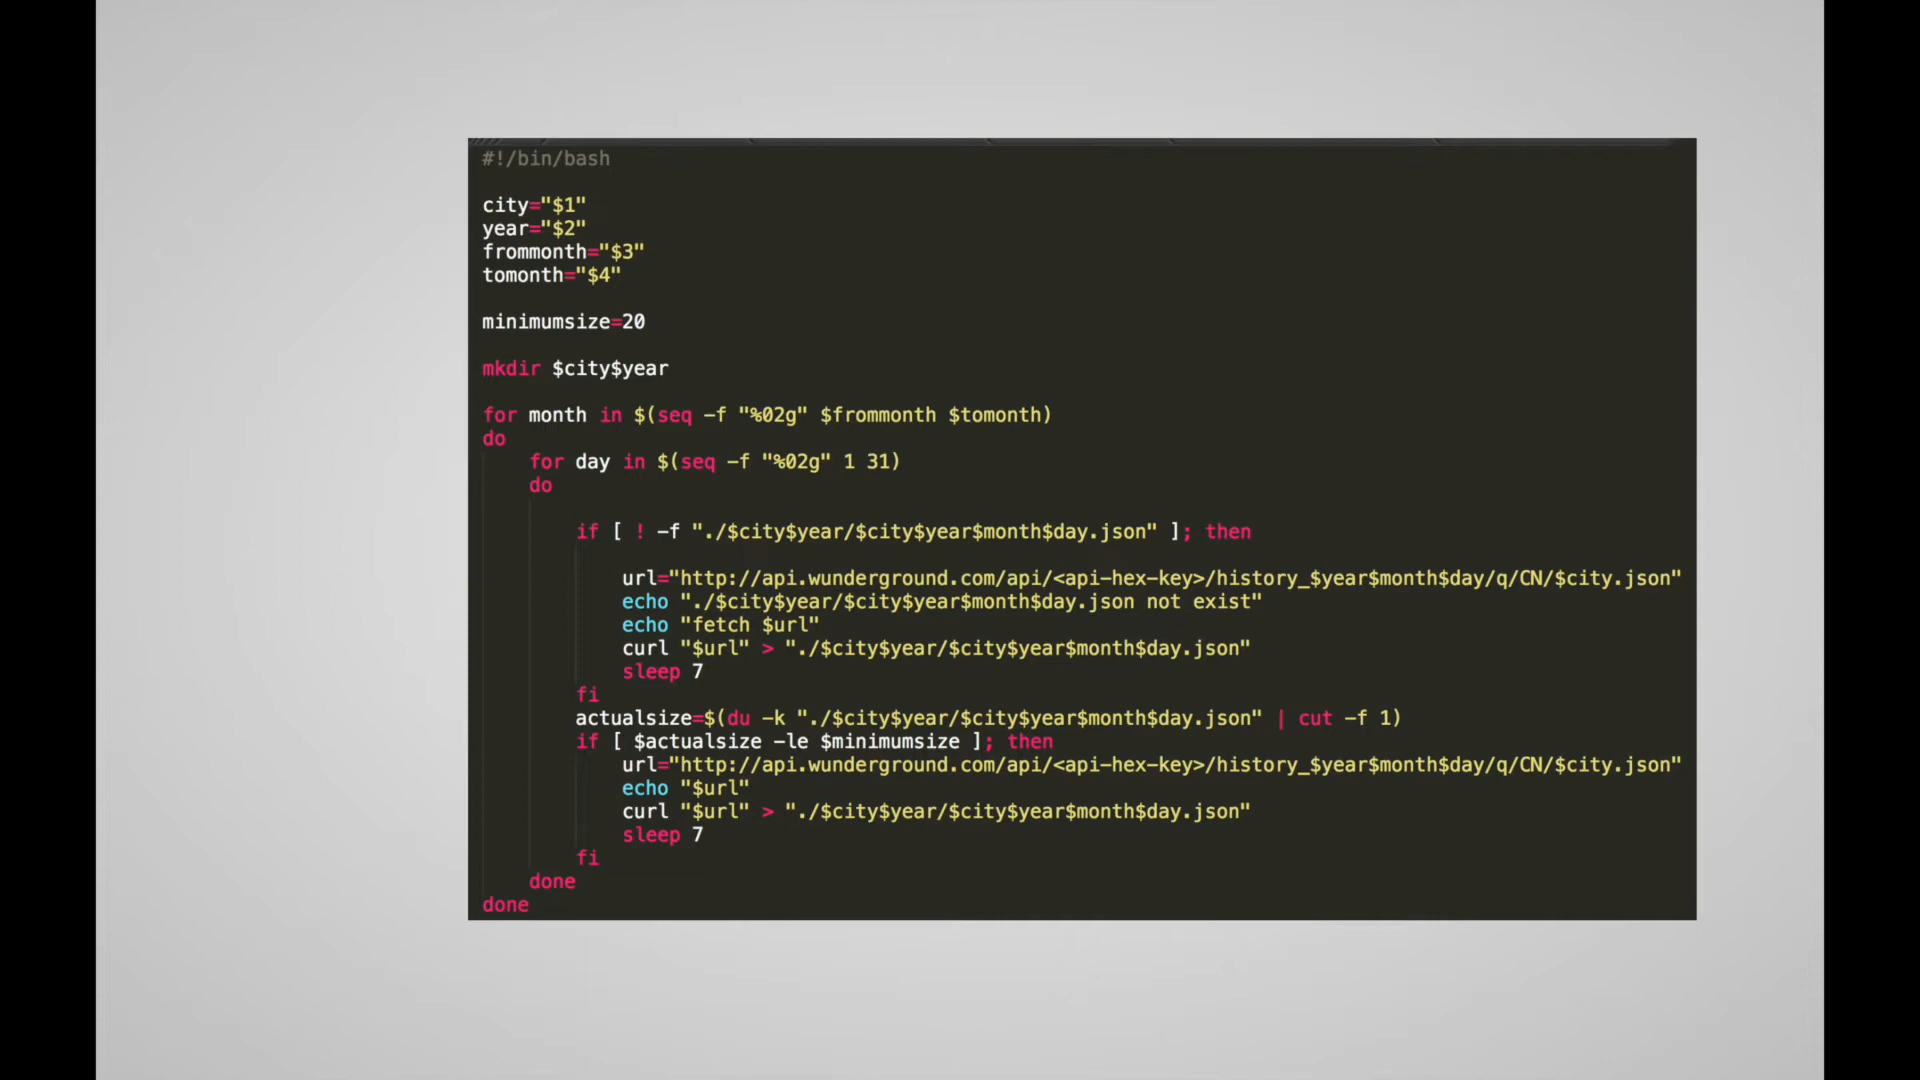 #!/bin/bash
city="$1"
year="$2"
frommonth="$3"
tomonth="$4"
minimumsize=20
mkdir $city$year
for month in $(seq -f "%02g" $frommonth $tomonth)
do
for day in $(seq -f "%02g" 1 31)
do
if [ ! -f "./$city$year/$city$year$month$day.json" ]; then
url="http://api.wunderground.com/api/<api-hex-key>/history_$year$month$day/q/CN/$city.json"
echo "./$city$year/$city$year$month$day.json not exist"
echo "fetch $url"
curl "$url" > "./$city$year/$city$year$month$day.json"
sleep 7
fi
actualsize=$(du -k "./$city$year/$city$year$month$day.json" | cut -f 1)
if [ $actualsize -le $minimumsize ]; then
url="http://api.wunderground.com/api/<api-hex-key>/history_$year$month$day/q/CN/$city.json"
echo "$url"
curl "$url" > "./$city$year/$city$year$month$day.json"
sleep 7
fi
done
done